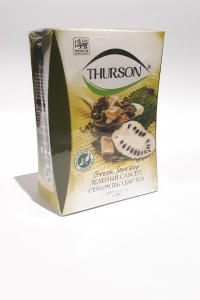 THURSON®
Green Soursop
ЗЕЛЕНЫЙ САУСЕП
CEYLON BIG LEAF TEA